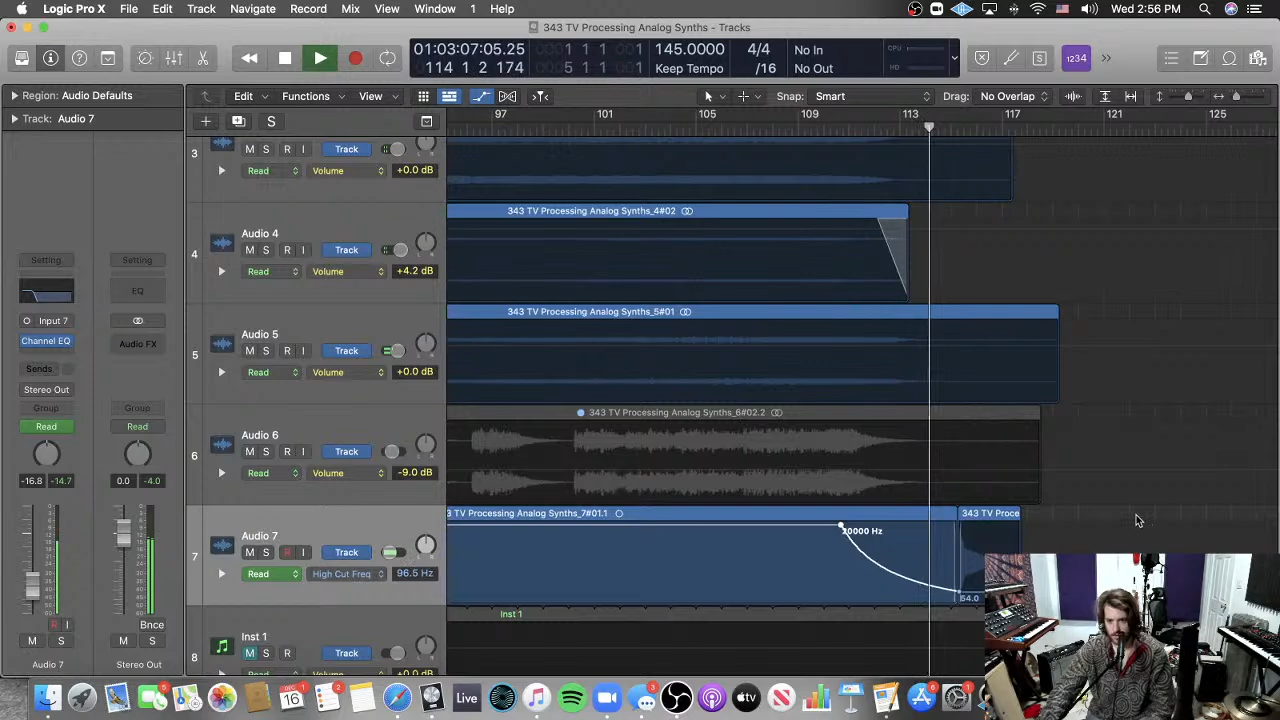 Logic Pro X File Edit Track Navigate Record Mix View Window 1 Help Wed 2:56 PM
343 TV Processing Analog Synths - Tracks
01:03:07:05.25 1 1 1 145.0000 4/4 No In CPU
114 1 2 174 5 1 1 1 Keep Tempo /16 No Out HD 1234
Region: Audio Defaults Edit Functions View Snap: Smart Drag: No Overlap
Track: Audio 7 S 97 101 105 109 113 117 121 125
3 M S R I Track
Read Volume +0.0 dB
343 TV Processing Analog Synths_4#02
Audio 4
4 M S R I Track
Read Volume +4.2 dB
343 TV Processing Analog Synths_5#01
Audio 5
5 M S R I Track
Read Volume +0.0 dB
343 TV Processing Analog Synths_6#02.2
Audio 6
6 M S R I Track
Read Volume -9.0 dB
3 TV Processing Analog Synths_7#01.1 343 TV Proce
20000 Hz
Audio 7
7 M S R I Track
Read High Cut Freq 96.5 Hz
54.0
Inst 1
Inst 1
8 M S R Track
Setting Setting
EQ
Input 7
Channel EQ Audio FX
Sends
Stereo Out
Group Group
Read Read
-16.8 -14.7 0.0 -4.0
R I Bnce
M S M S
Audio 7 Stereo Out
DEC 16
Live
tv